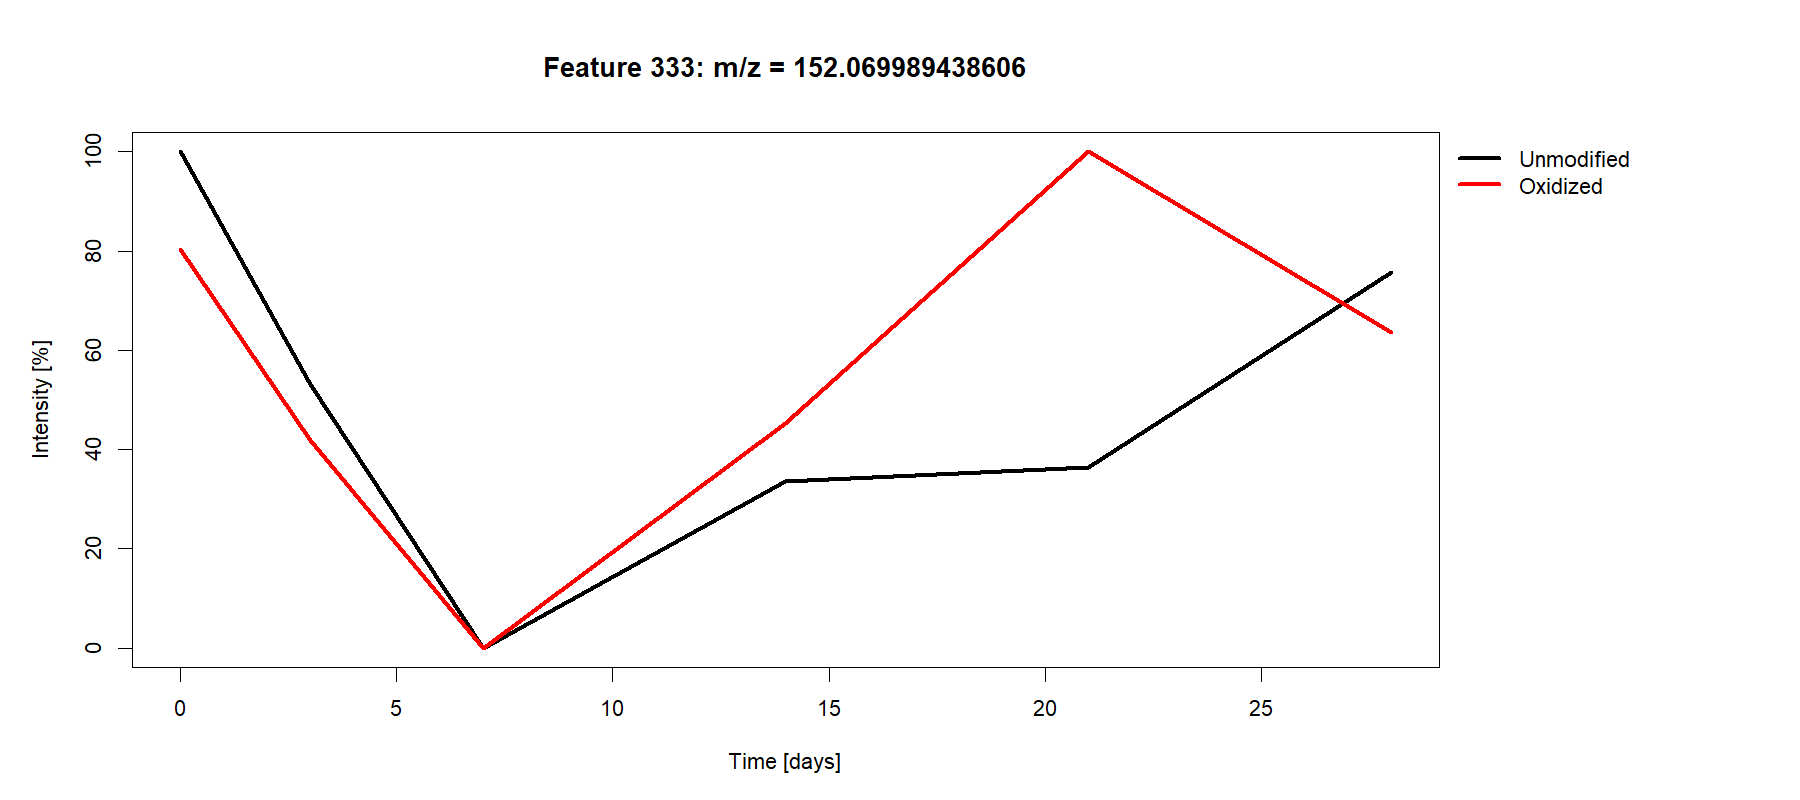 Feature 333: m/z = 152.069989438606
Unmodified
Oxidized
Intensity [%]
100
80
60
40
20
0
0 5 10 15 20 25
Time [days]